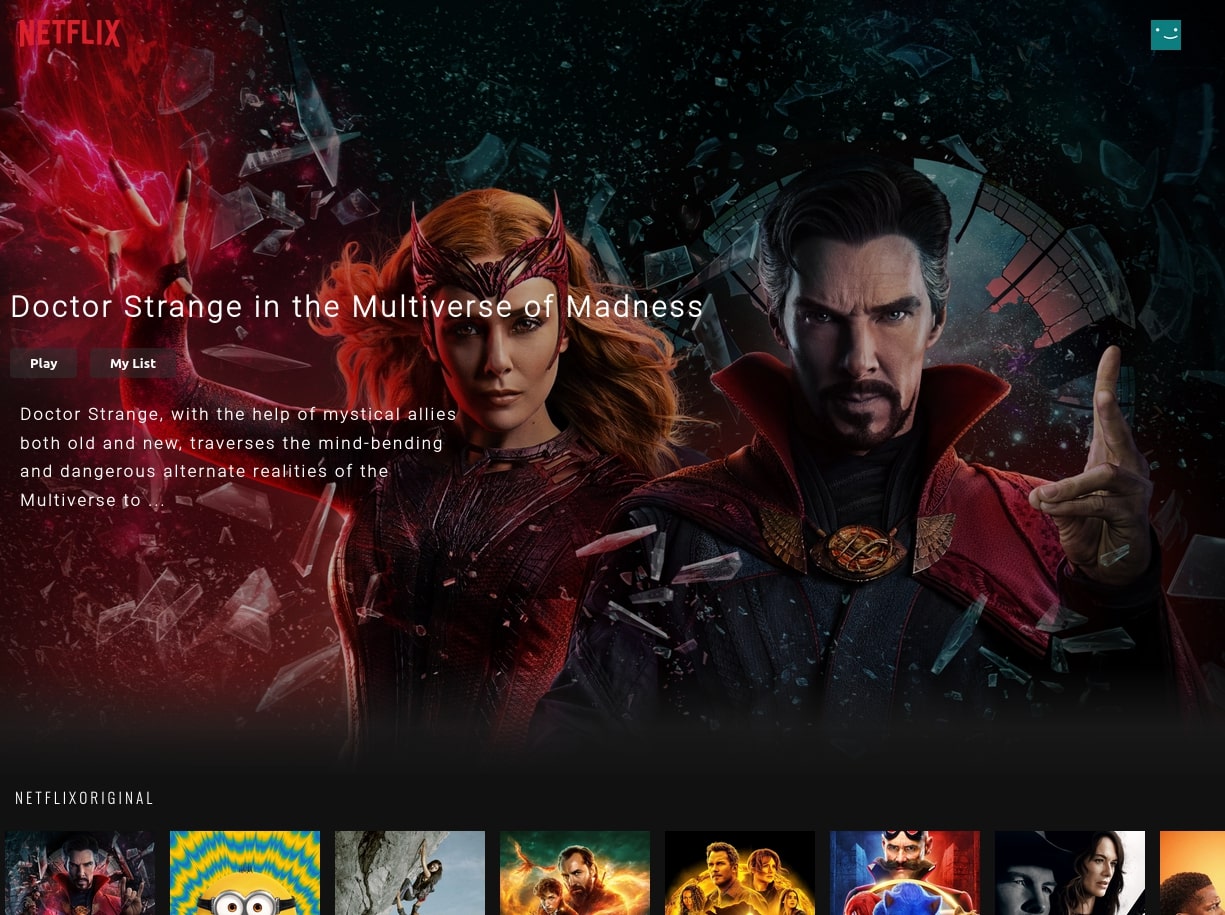 NETFLIX
Doctor Strange in the Multiverse of Madness
Play
My List
Doctor Strange, with the help of mystical allies
both old and new, traverses the mind-bending
and dangerous alternate realities of the
Multiverse to ...
NETFLIXORIGINAL